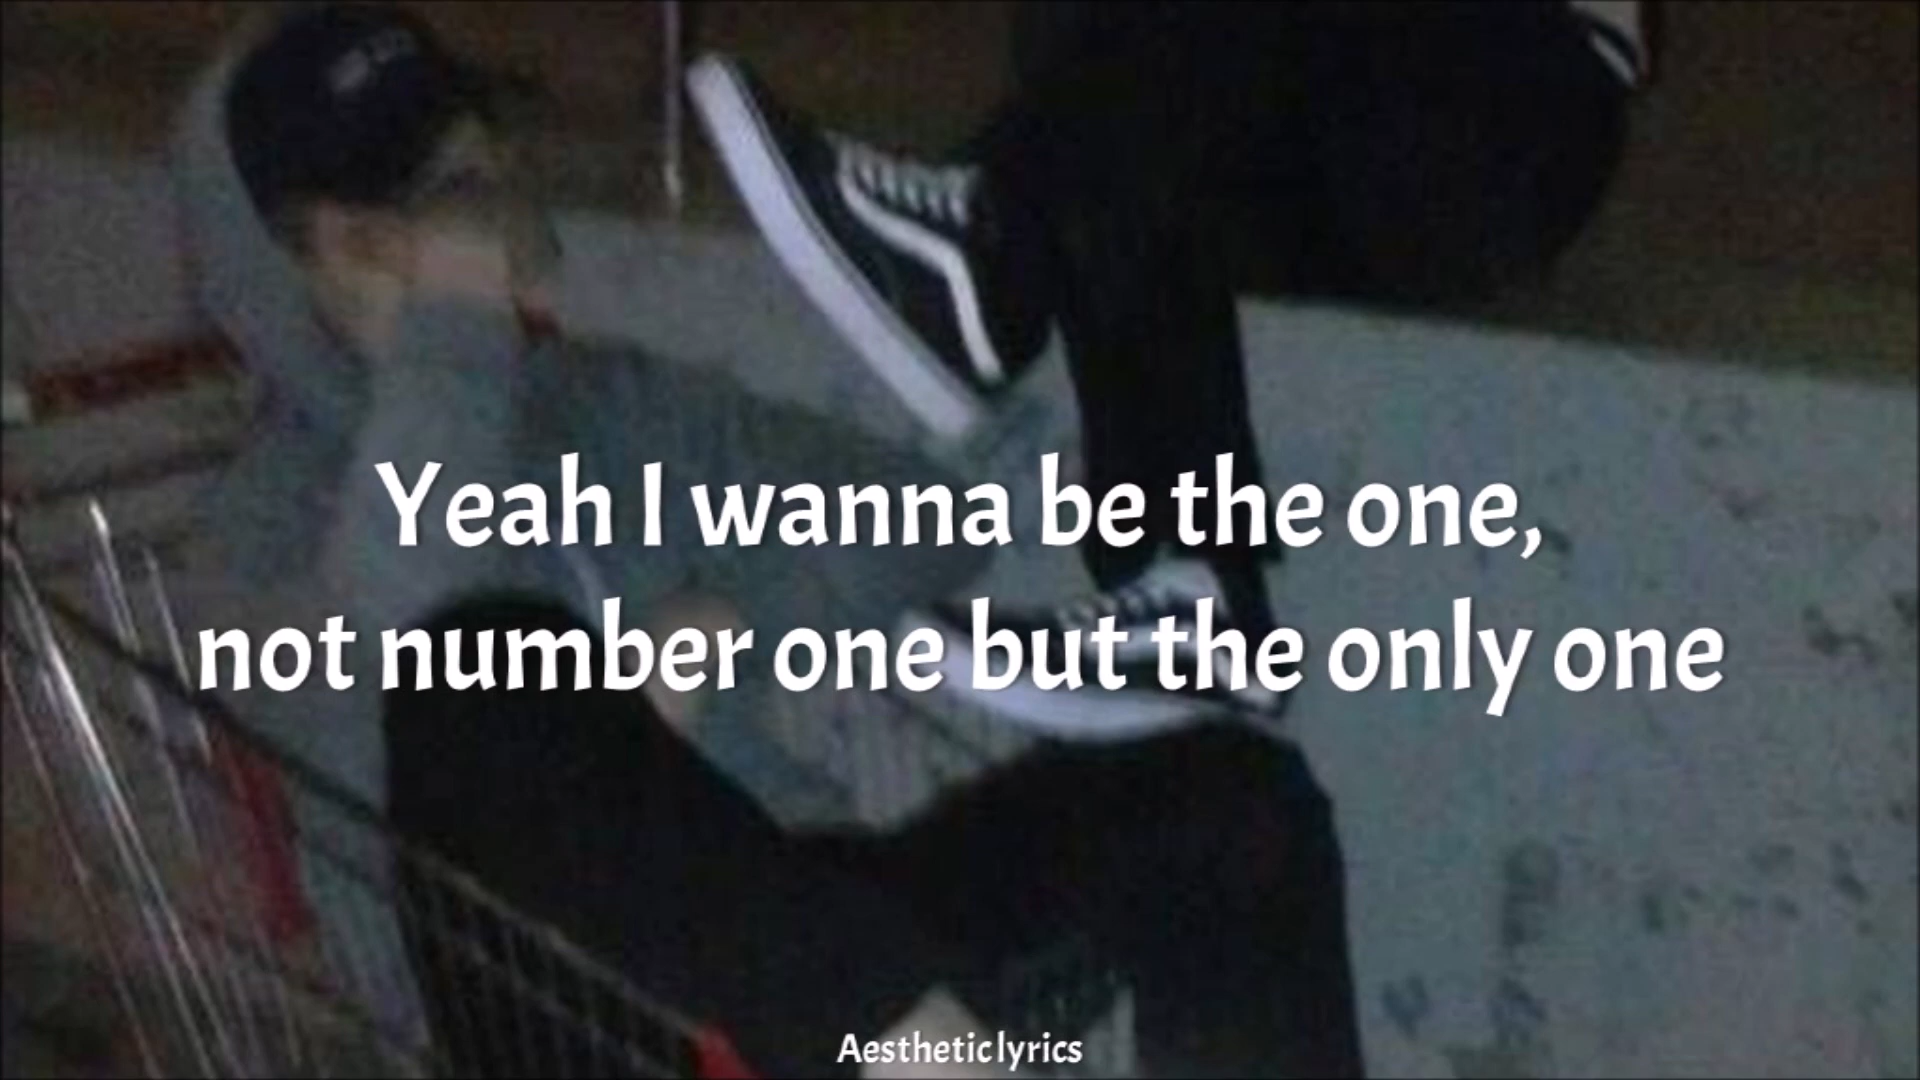 Yeah I wanna be the one,
not number one but the only one
Aestheticlyrics